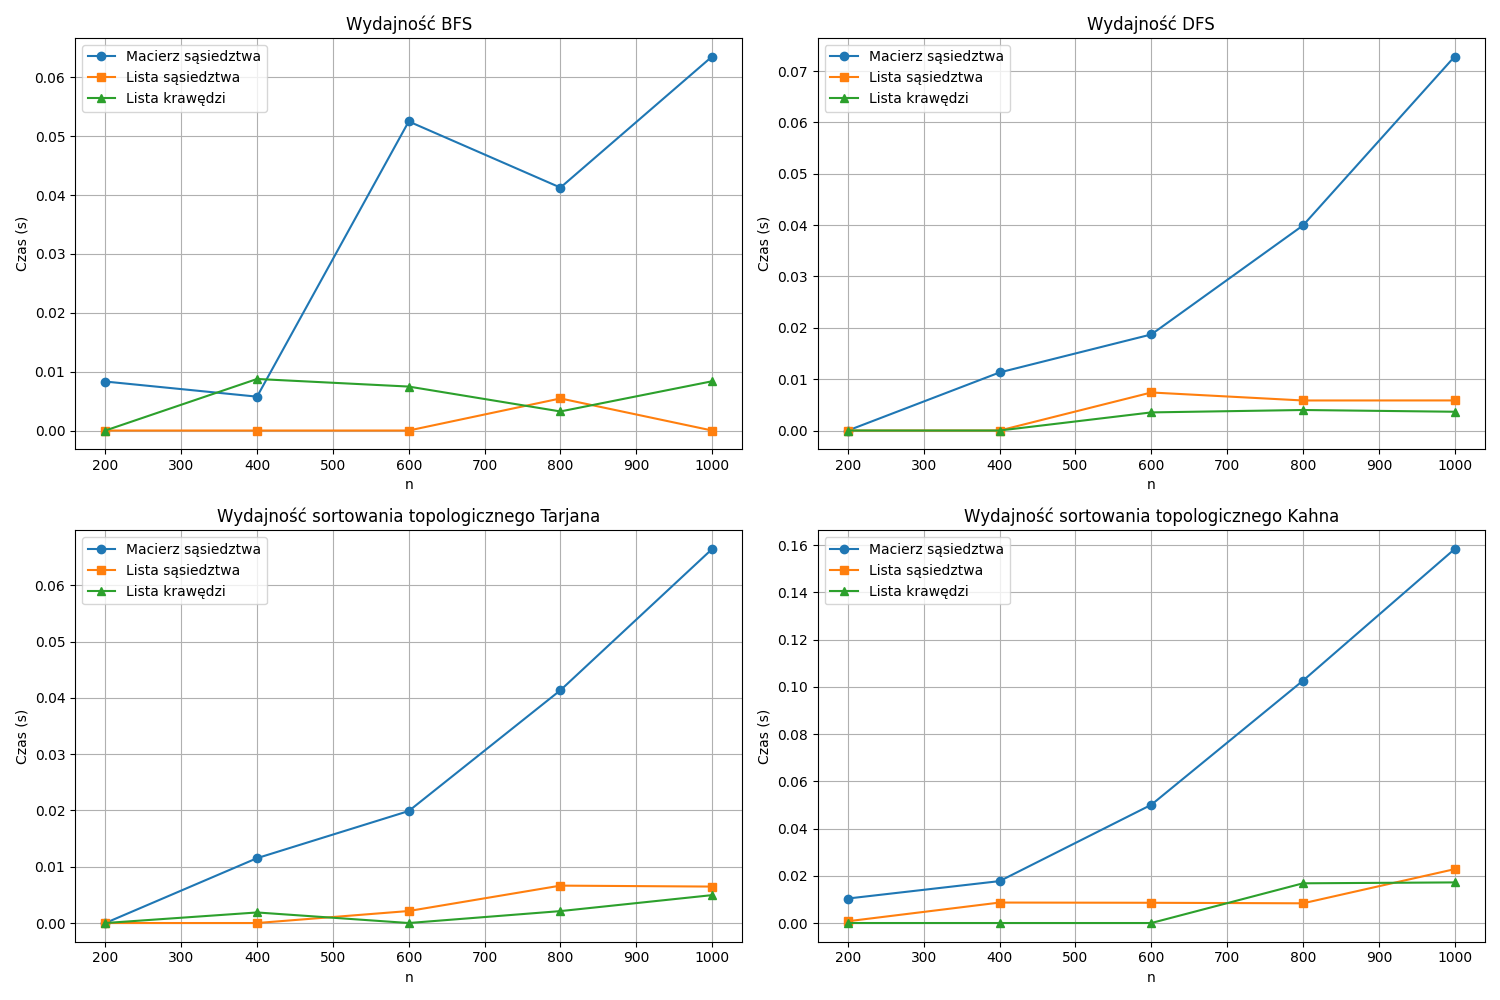 Wydajność BFS
Macierz sąsiedztwa
Lista sąsiedztwa
Lista krawędzi
Czas (s)
0.06
0.05
0.04
0.03
0.02
0.01
0.00
200 300 400 500 600 700 800 900 1000
n
Wydajność DFS
Macierz sąsiedztwa
Lista sąsiedztwa
Lista krawędzi
Czas (s)
0.07
0.06
0.05
0.04
0.03
0.02
0.01
0.00
200 300 400 500 600 700 800 900 1000
n
Wydajność sortowania topologicznego Tarjana
Macierz sąsiedztwa
Lista sąsiedztwa
Lista krawędzi
Czas (s)
0.06
0.05
0.04
0.03
0.02
0.01
0.00
200 300 400 500 600 700 800 900 1000
n
Wydajność sortowania topologicznego Kahna
Macierz sąsiedztwa
Lista sąsiedztwa
Lista krawędzi
Czas (s)
0.16
0.14
0.12
0.10
0.08
0.06
0.04
0.02
0.00
200 300 400 500 600 700 800 900 1000
n